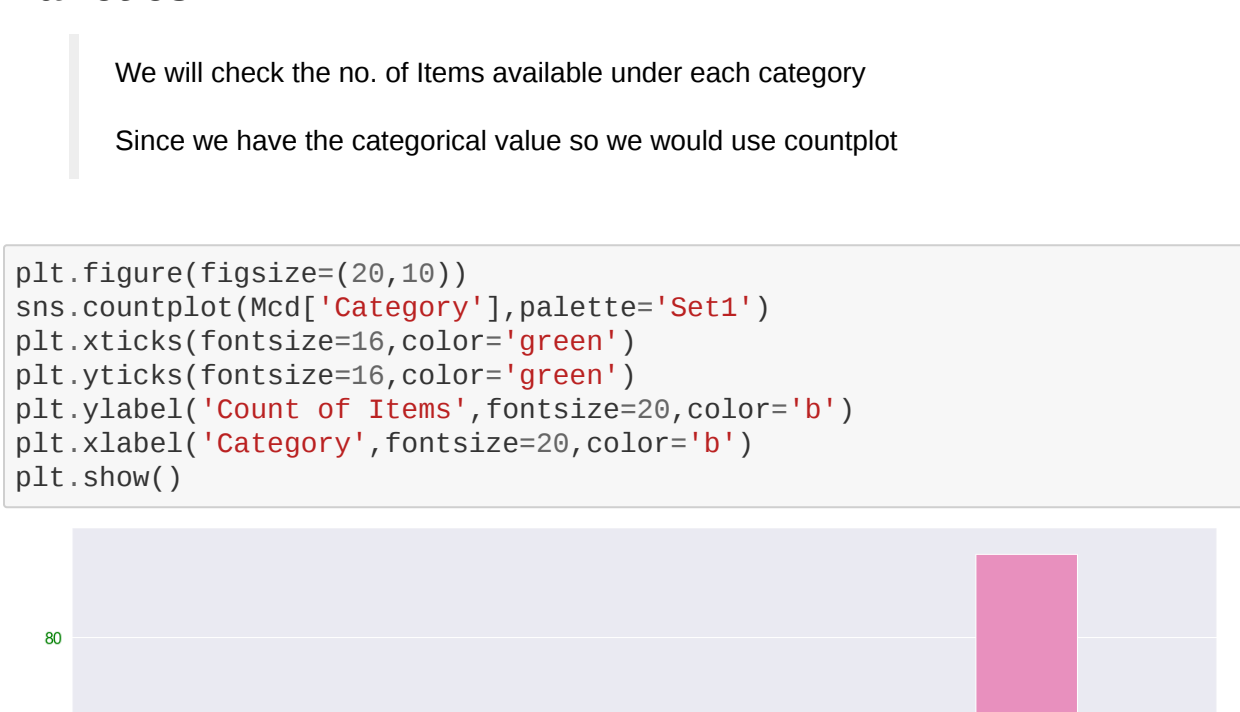 We will check the no. of Items available under each category
Since we have the categorical value so we would use countplot
plt.figure(figsize=(20,10))
sns.countplot(Mcd['Category'],palette='Set1')
plt.xticks(fontsize=16,color='green')
plt.yticks(fontsize=16,color='green')
plt.ylabel('Count of Items',fontsize=20,color='b')
plt.xlabel('Category',fontsize=20,color='b')
plt.show()
80